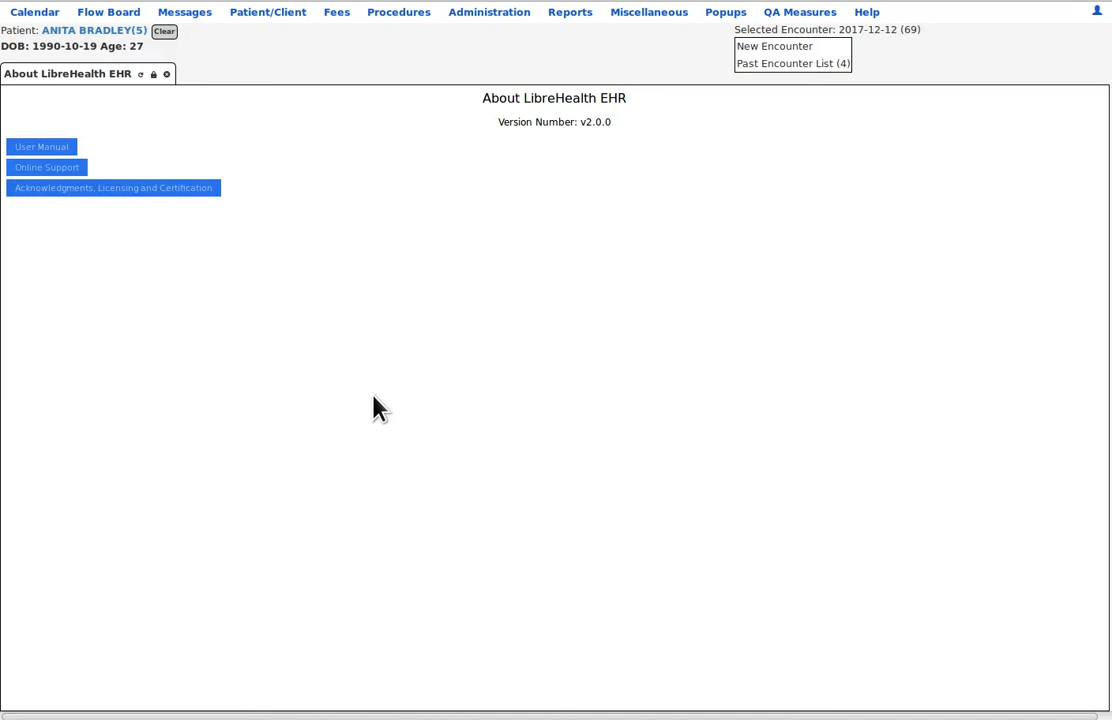 Calendar Flow Board Messages Patient/Client Fees Procedures Administration Reports Miscellaneous Popups QA Measures Help
Patient: ANITA BRADLEY(5) Clear
Selected Encounter: 2017-12-12 (69)
DOB: 1990-10-19 Age: 27
New Encounter
Past Encounter List (4)
About LibreHealth EHR
About LibreHealth EHR
Version Number: v2.0.0
User Manual
Online Support
Acknowledgments, Licensing and Certification